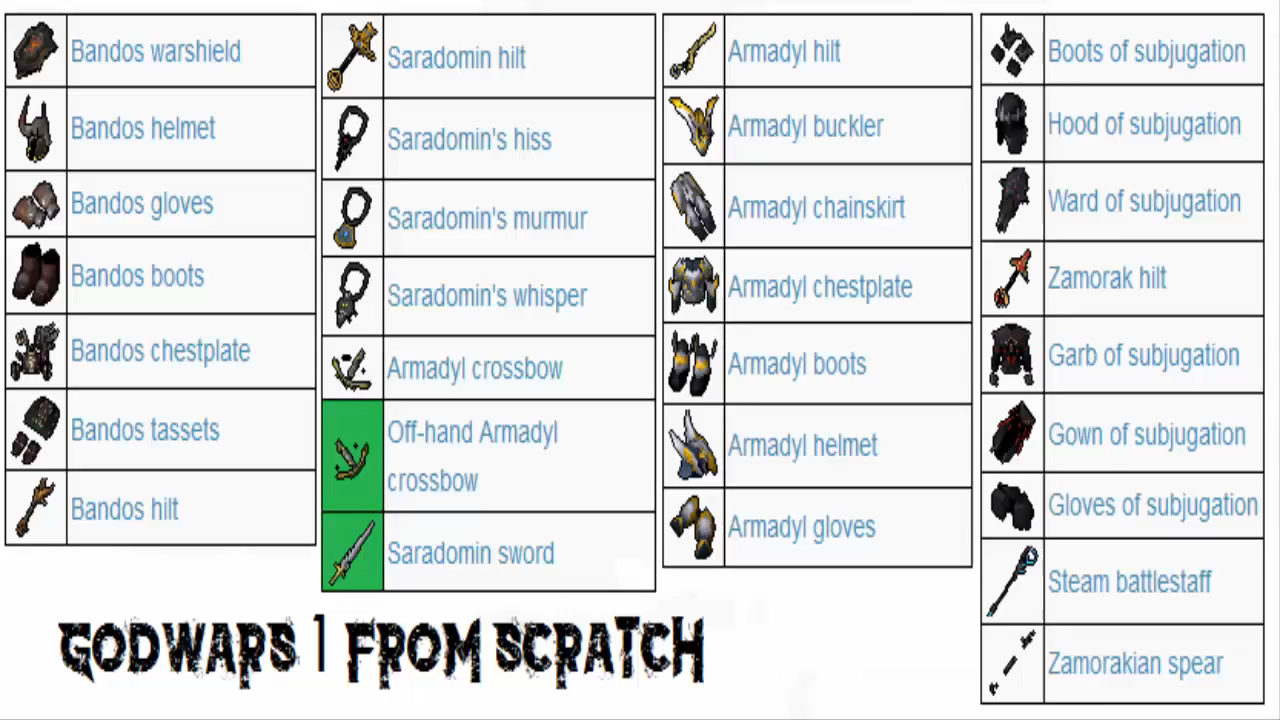 Bandos warshield
Bandos helmet
Bandos gloves
Bandos boots
Bandos chestplate
Bandos tassets
Bandos hilt
Saradomin hilt
Saradomin's hiss
Saradomin's murmur
Saradomin's whisper
Armadyl crossbow
Off-hand Armadyl
crossbow
Saradomin sword
Armadyl hilt
Armadyl buckler
Armadyl chainskirt
Armadyl chestplate
Armadyl boots
Armadyl helmet
Armadyl gloves
Boots of subjugation
Hood of subjugation
Ward of subjugation
Zamorak hilt
Garb of subjugation
Gown of subjugation
Gloves of subjugation
Steam battlestaff
Zamorakian spear
GODWARS 1 FROM SCRATCH